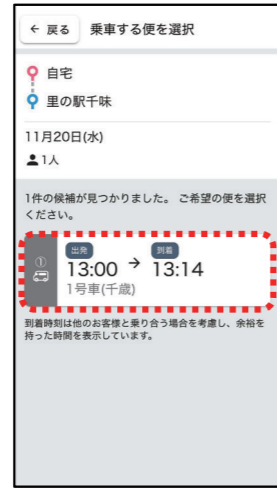 ← 戻る 乗車する便を選択
自宅
里の駅千味
11月20日(水)
1人
1件の候補が見つかりました。 ご希望の便を選択
ください。
出発 到着
① 13:00 → 13:14
1号車(千歳)
到着時刻は他のお客様と乗り合う場合を考慮し、余裕を
持った時間を表示しています。